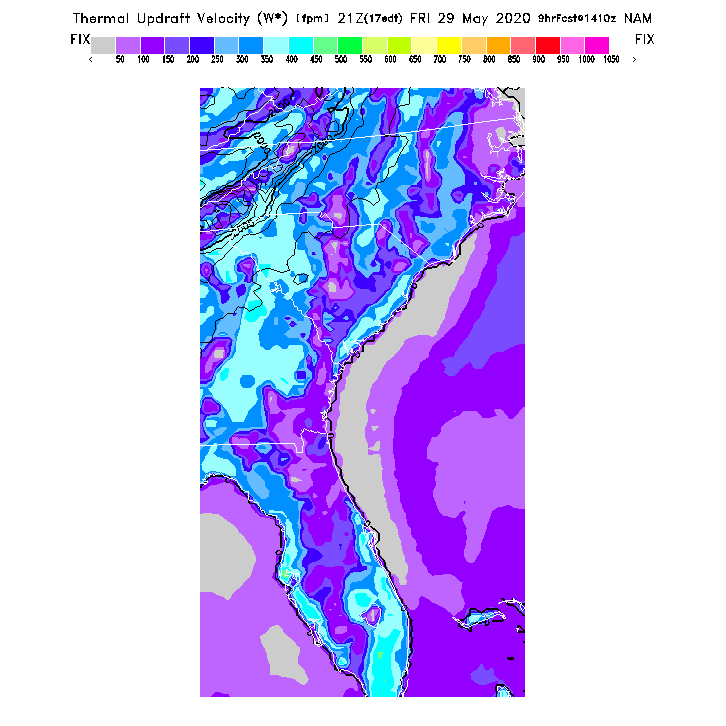 Thermal Updraft Velocity (W*) [fpm] 21Z(17edt) FRI 29 May 2020 9hrFcst@1410z NAM
FIX FIX
< 50 100 150 200 250 300 350 400 450 500 550 600 650 700 750 800 850 900 950 1000 1050 >